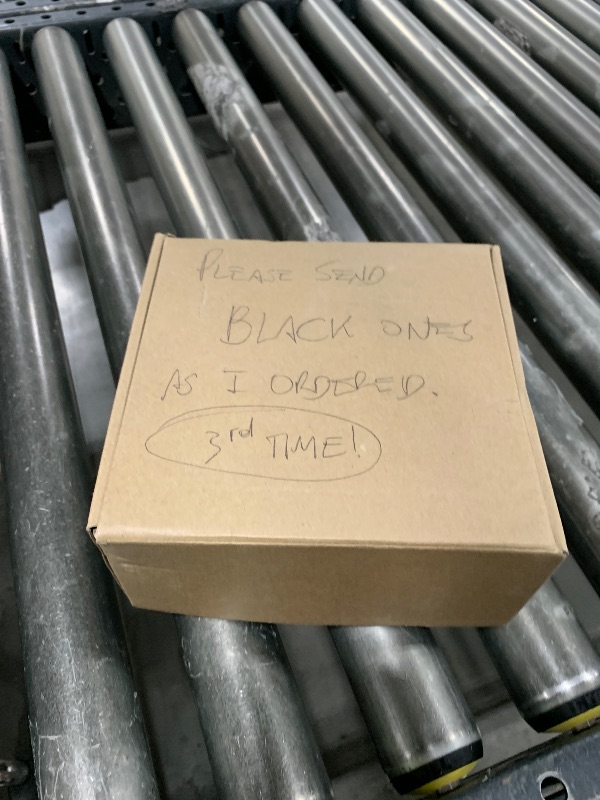 PLEASE SEND
BLACK ONES
AS I ORDERED.
3rd TIME!